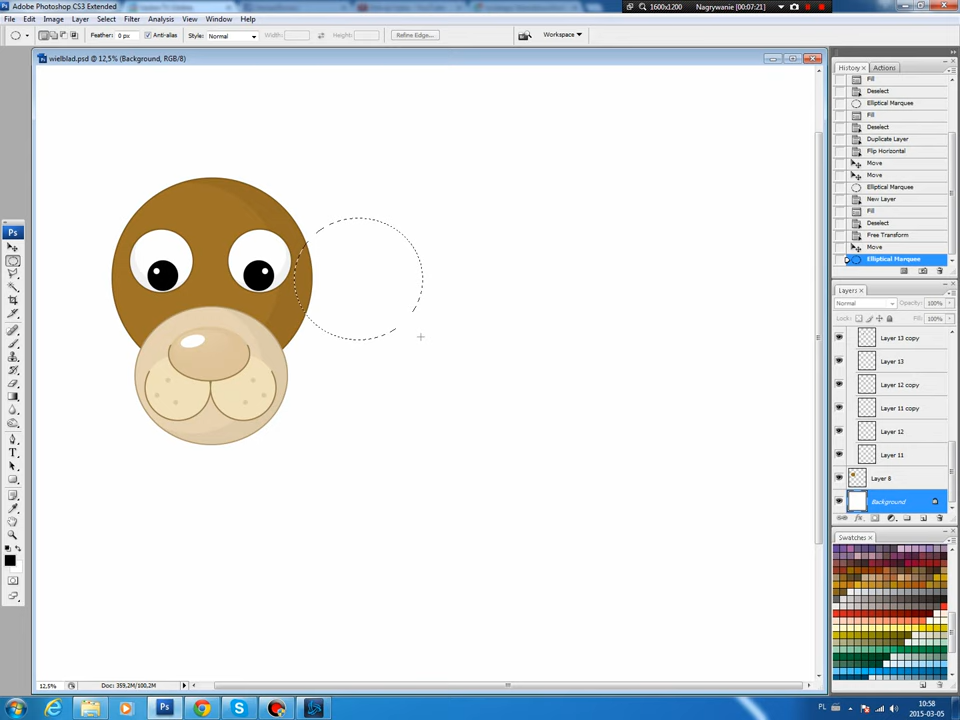 Adobe Photoshop CS3 Extended
1600x1200
Nagrywanie [00:07:21]
File Edit Image Layer Select Filter Analysis View Window Help
Feather: 0 px
Anti-alias
Style: Normal
Width:
Height:
Refine Edge...
Workspace
wielblad.psd @ 12,5% (Background, RGB/8)
History
Actions
Fill
Deselect
Elliptical Marquee
Fill
Deselect
Duplicate Layer
Flip Horizontal
Move
Move
Elliptical Marquee
New Layer
Fill
Deselect
Free Transform
Move
Elliptical Marquee
Layers
Normal
Opacity: 100%
Lock:
Fill: 100%
Layer 13 copy
Layer 13
Layer 12 copy
Layer 11 copy
Layer 12
Layer 11
Layer 8
Background
Swatches
Ps
T
12,5%
Doc: 359,2M/100,2M
PL
10:58
2015-03-05